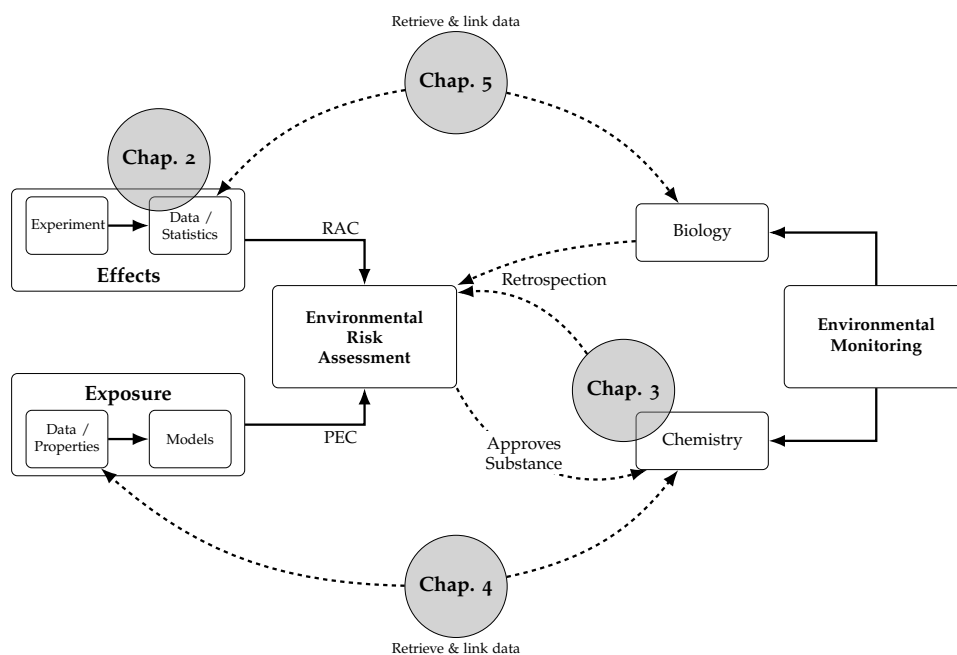 Retrieve & link data
Chap. 5
Chap. 2
Experiment
Data /
Statistics
Effects
RAC
Biology
Retrospection
Environmental
Risk
Assessment
Environmental
Monitoring
Exposure
Data /
Properties
Models
PEC
Chap. 3
Chemistry
Approves
Substance
Chap. 4
Retrieve & link data